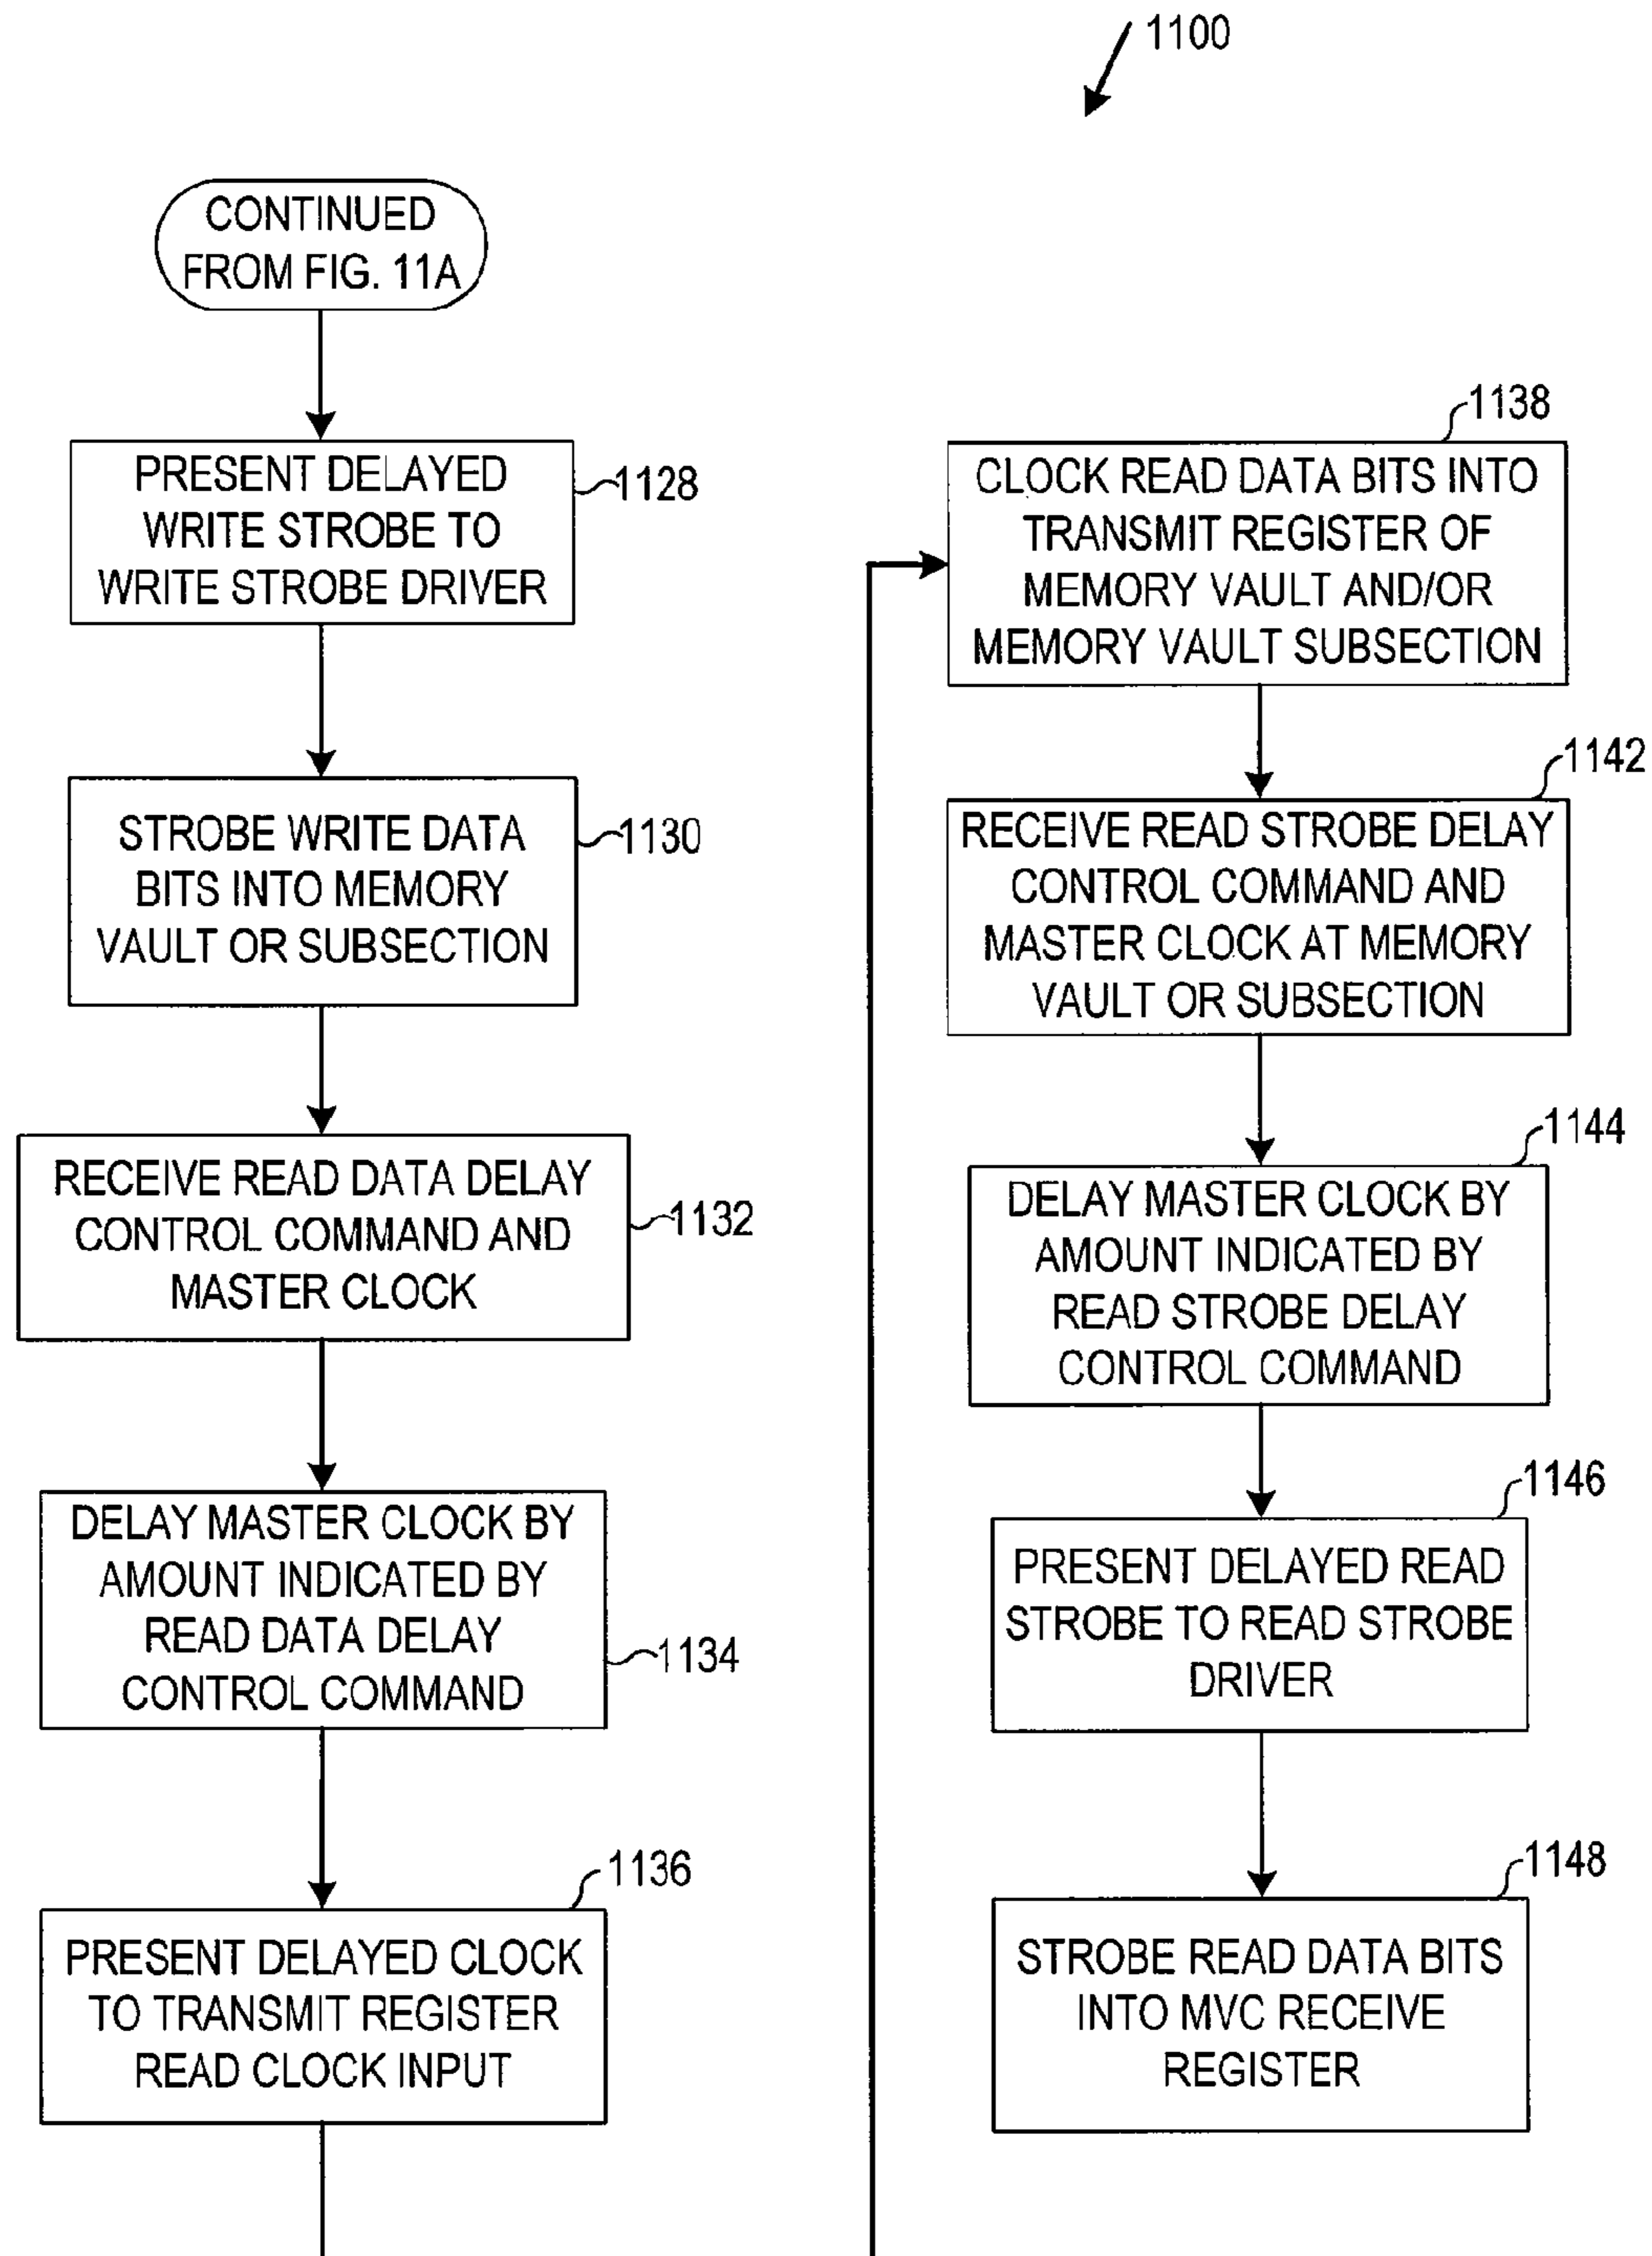 1100
CONTINUED
FROM FIG. 11A
PRESENT DELAYED
WRITE STROBE TO
WRITE STROBE DRIVER
1128
STROBE WRITE DATA
BITS INTO MEMORY
VAULT OR SUBSECTION
1130
RECEIVE READ DATA DELAY
CONTROL COMMAND AND
MASTER CLOCK
1132
DELAY MASTER CLOCK BY
AMOUNT INDICATED BY
READ DATA DELAY
CONTROL COMMAND
1134
1136
PRESENT DELAYED CLOCK
TO TRANSMIT REGISTER
READ CLOCK INPUT
1138
CLOCK READ DATA BITS INTO
TRANSMIT REGISTER OF
MEMORY VAULT AND/OR
MEMORY VAULT SUBSECTION
1142
RECEIVE READ STROBE DELAY
CONTROL COMMAND AND
MASTER CLOCK AT MEMORY
VAULT OR SUBSECTION
1144
DELAY MASTER CLOCK BY
AMOUNT INDICATED BY
READ STROBE DELAY
CONTROL COMMAND
1146
PRESENT DELAYED READ
STROBE TO READ STROBE
DRIVER
1148
STROBE READ DATA BITS
INTO MVC RECEIVE
REGISTER